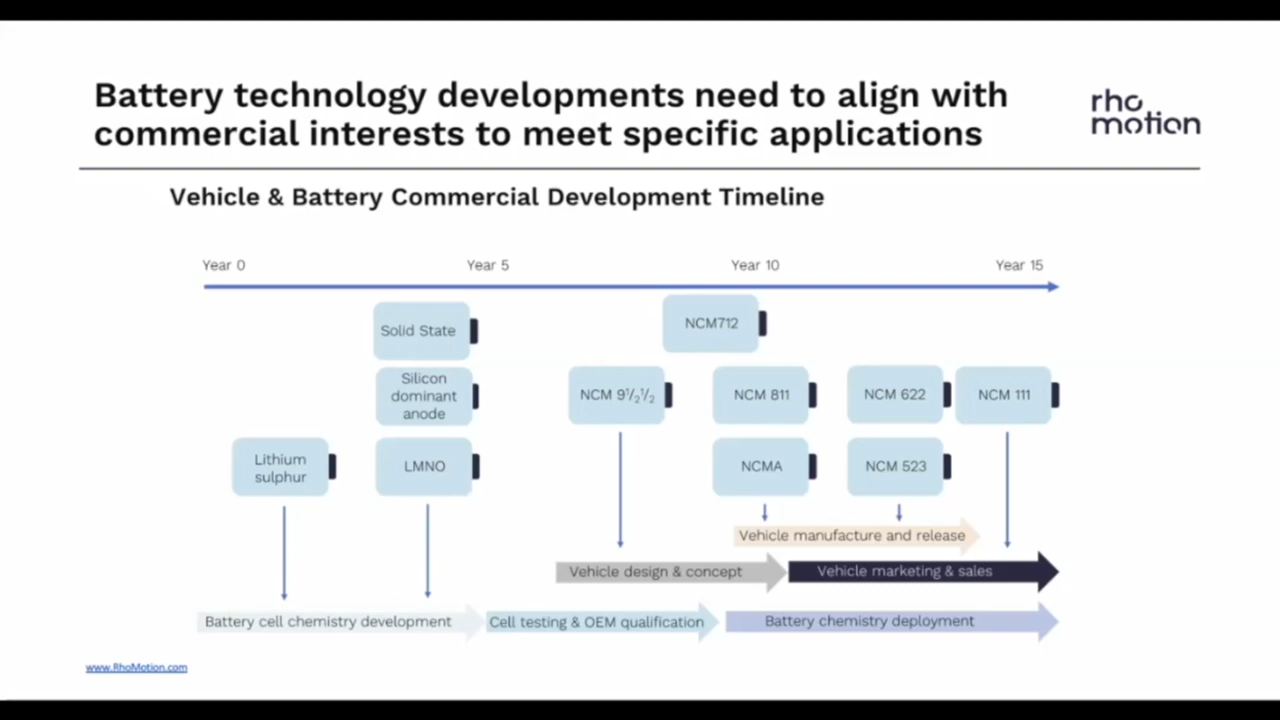 Battery technology developments need to align with
commercial interests to meet specific applications
rho
motion
Vehicle & Battery Commercial Development Timeline
Year 0
Year 5
Year 10
Year 15
Solid State
NCM712
Silicon
dominant
anode
NCM 9½½
NCM 811
NCM 622
NCM 111
Lithium
sulphur
LMNO
NCMA
NCM 523
Vehicle manufacture and release
Vehicle design & concept
Vehicle marketing & sales
Battery cell chemistry development
Cell testing & OEM qualification
Battery chemistry deployment
www.RhoMotion.com